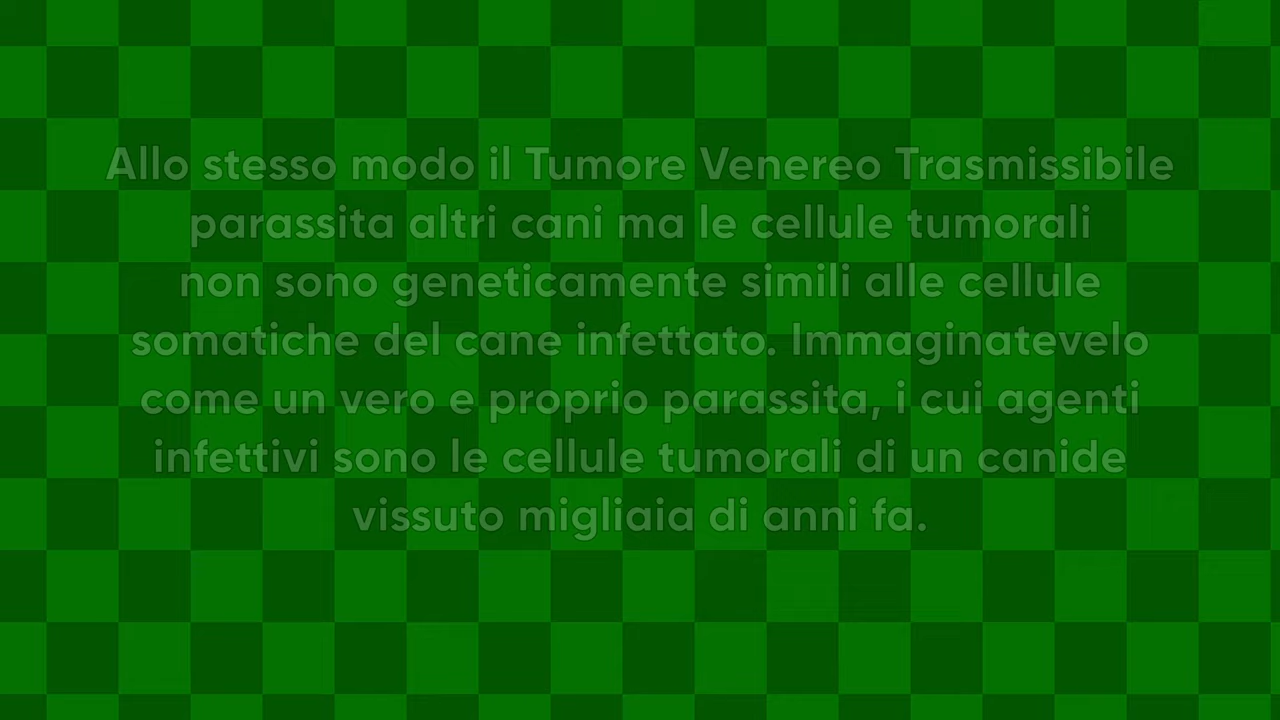 Allo stesso modo il Tumore Venereo Trasmissibile
parassita altri cani ma le cellule tumorali
non sono geneticamente simili alle cellule
somatiche del cane infettato. Immaginatevelo
come un vero e proprio parassita, i cui agenti
infettivi sono le cellule tumorali di un canide
vissuto migliaia di anni fa.